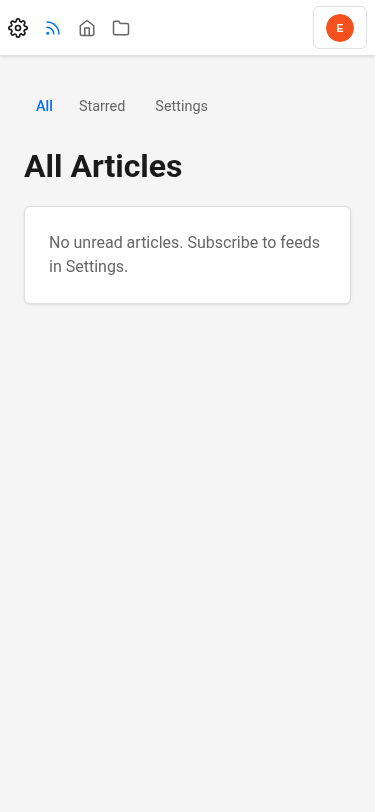 E
All Starred Settings
All Articles
No unread articles. Subscribe to feeds
in Settings.